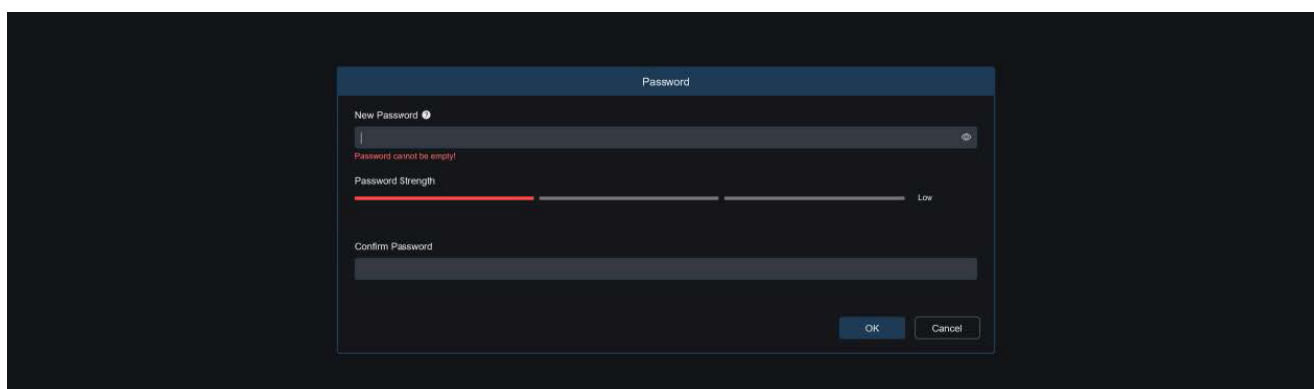 Password
New Password
Password cannot be empty!
Password Strength
Low
Confirm Password
OK
Cancel